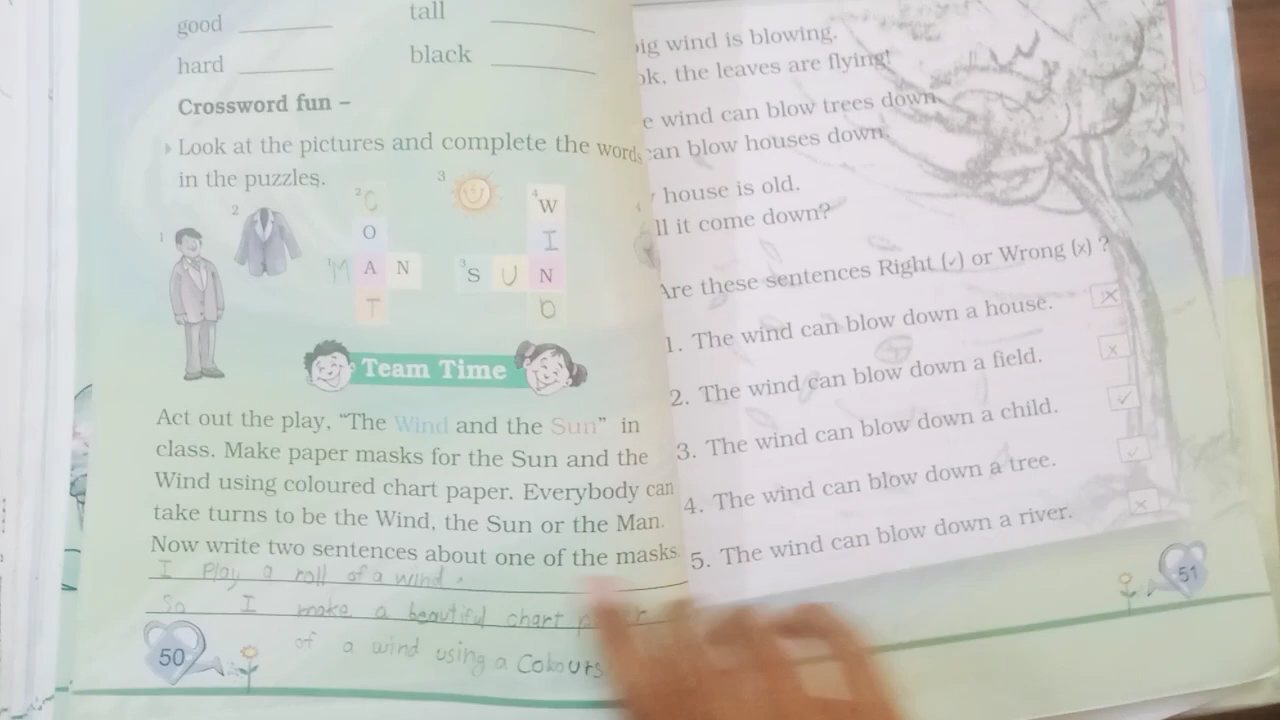 good
tall
hard
black
Crossword fun –
Look at the pictures and complete the words
in the puzzles.
1
2
2 C
O
1 M A N
T
3
4 W
I
3 S U N
D
Team Time
Act out the play, “The Wind and the Sun” in
class. Make paper masks for the Sun and the
Wind using coloured chart paper. Everybody can
take turns to be the Wind, the Sun or the Man.
Now write two sentences about one of the masks.
I Play a roll of a wind.
So I make a beautiful chart
of a wind using a Colours
50
wind is blowing.
the leaves are flying!
wind can blow trees down.
can blow houses down.
house is old.
it come down?
Are these sentences Right (✓) or Wrong (x) ?
1. The wind can blow down a house. x
2. The wind can blow down a field. x
3. The wind can blow down a child. ✓
4. The wind can blow down a tree. ✓
5. The wind can blow down a river. x
51